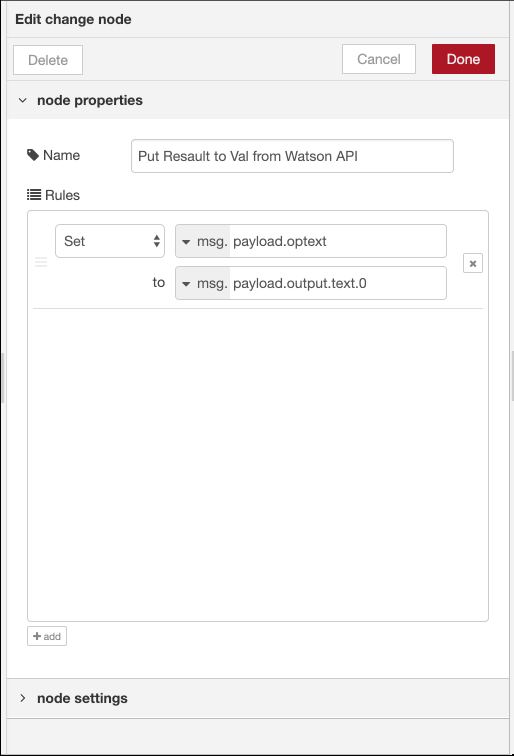 Edit change node
Delete
Cancel
Done
node properties
Name
Put Resault to Val from Watson API
Rules
Set
msg. payload.optext
to
msg. payload.output.text.0
add
node settings